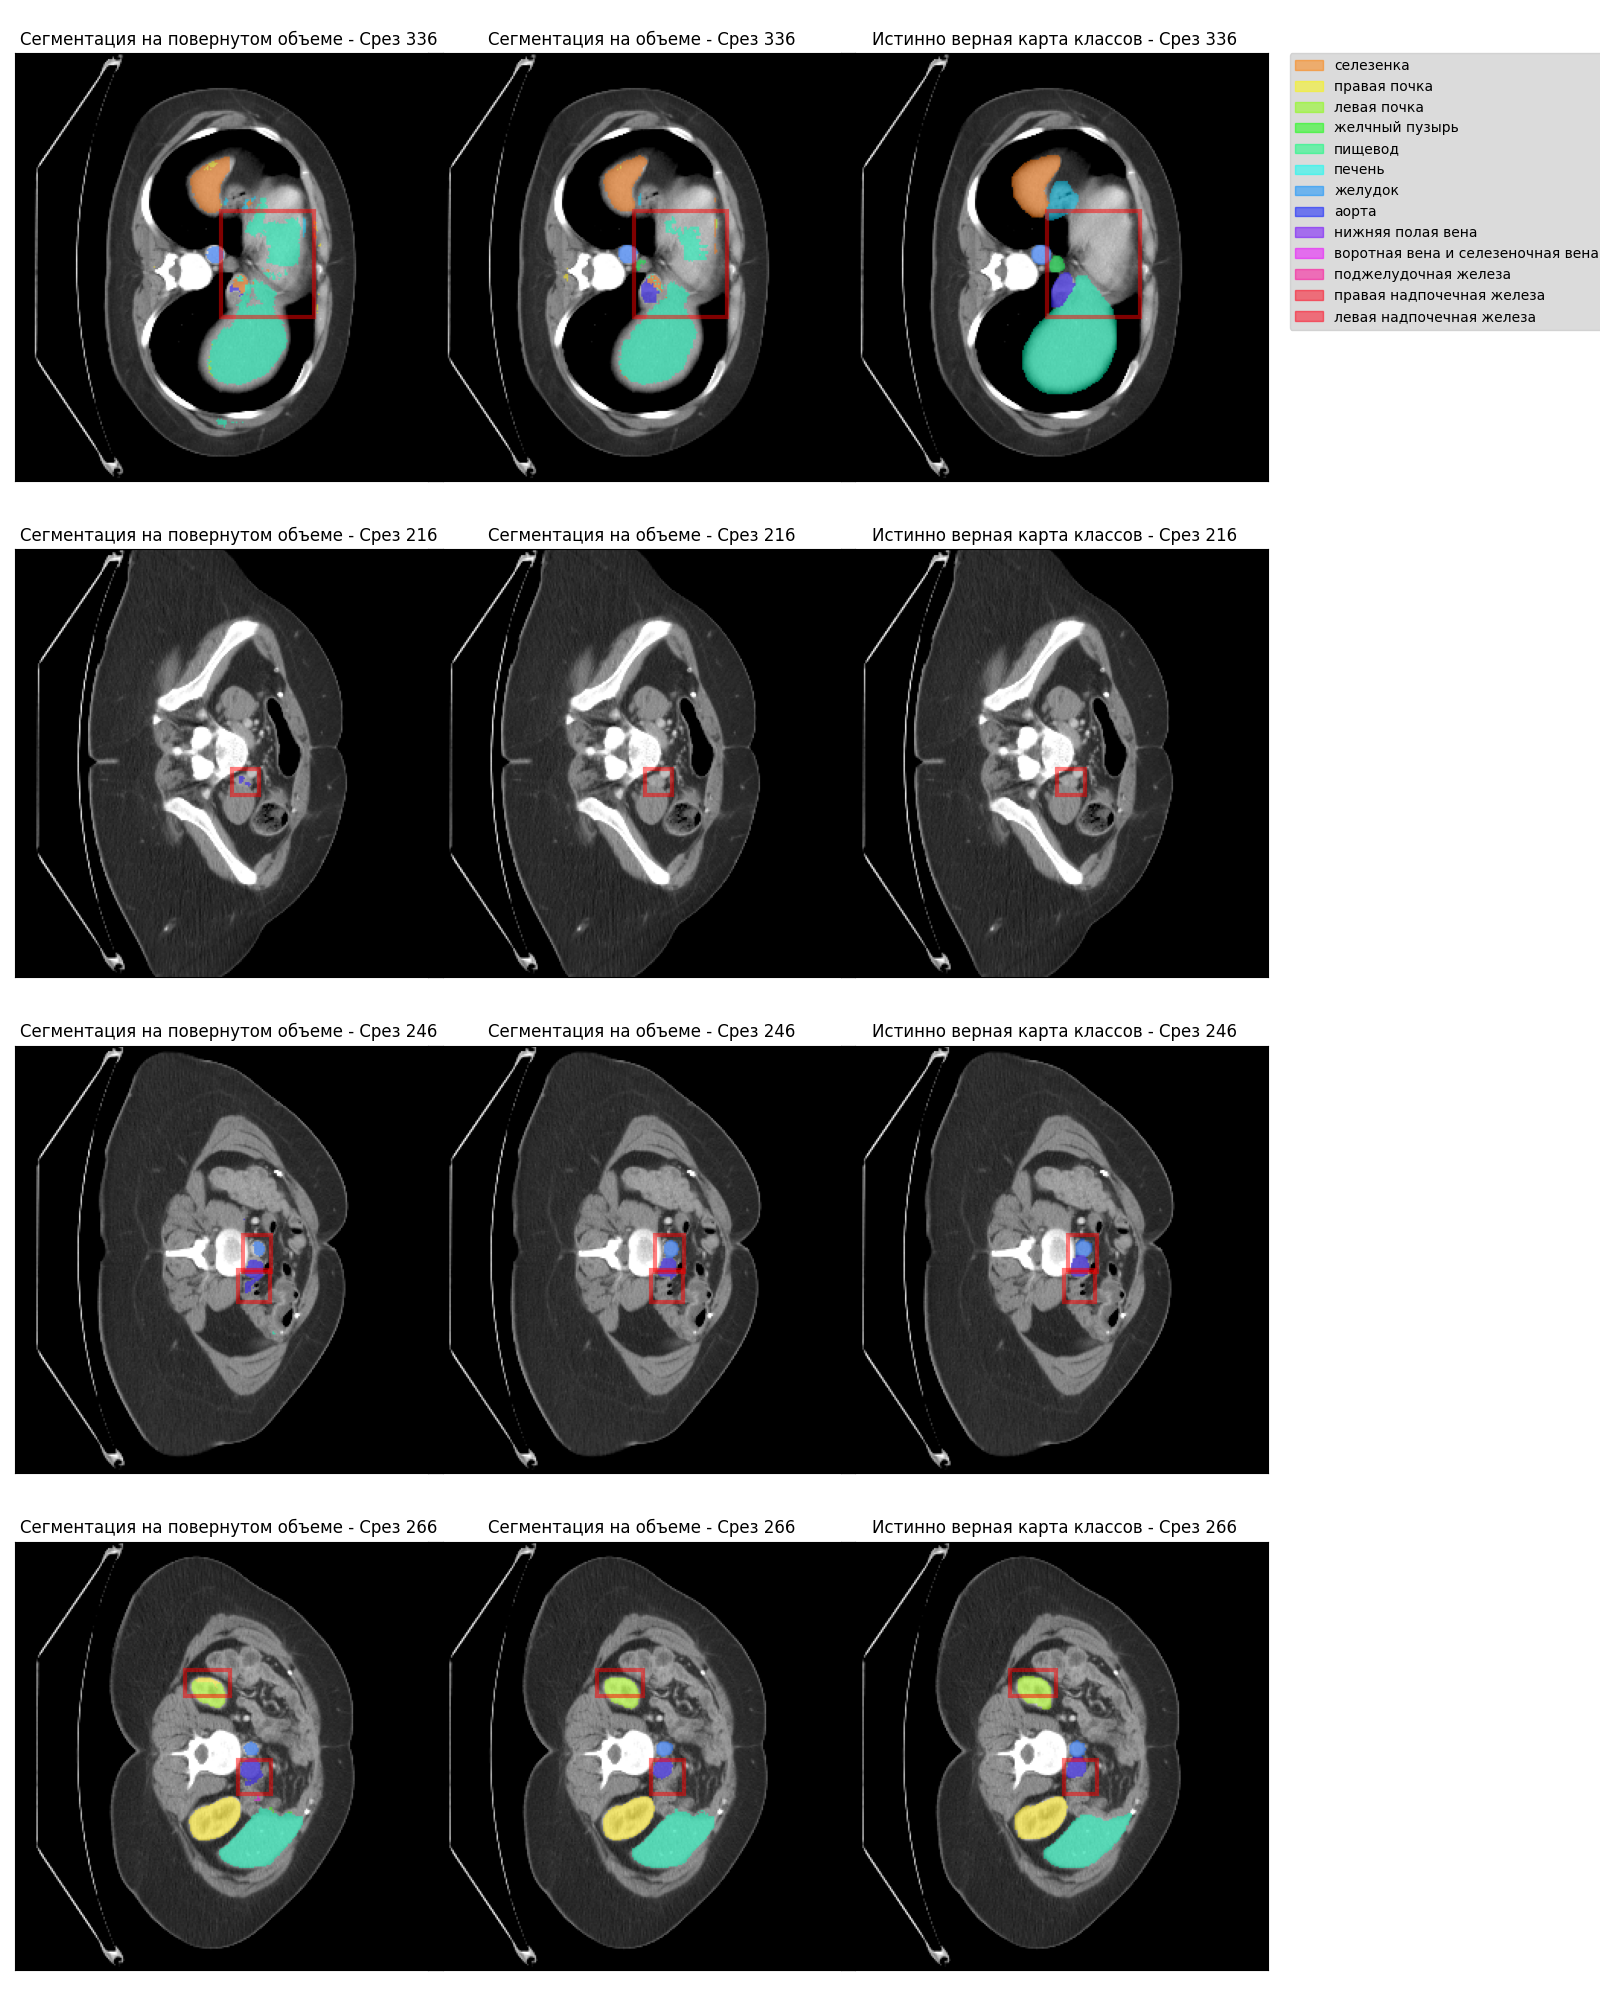 Сегментация на повернутом объеме - Срез 336
Сегментация на объеме - Срез 336
Истинно верная карта классов - Срез 336
селезенка
правая почка
левая почка
желчный пузырь
пищевод
печень
желудок
аорта
нижняя полая вена
воротная вена и селезеночная вена
поджелудочная железа
правая надпочечная железа
левая надпочечная железа
Сегментация на повернутом объеме - Срез 216
Сегментация на объеме - Срез 216
Истинно верная карта классов - Срез 216
Сегментация на повернутом объеме - Срез 246
Сегментация на объеме - Срез 246
Истинно верная карта классов - Срез 246
Сегментация на повернутом объеме - Срез 266
Сегментация на объеме - Срез 266
Истинно верная карта классов - Срез 266